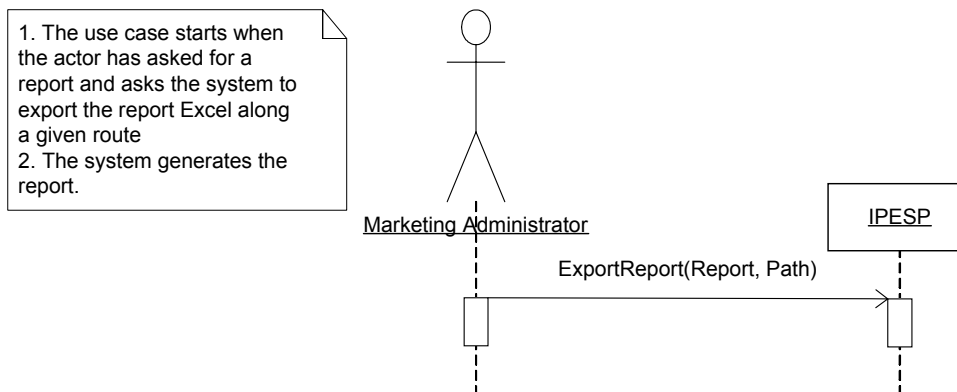 1. The use case starts when
the actor has asked for a
report and asks the system to
export the report Excel along
a given route
2. The system generates the
report.
Marketing Administrator
IPESP
ExportReport(Report, Path)